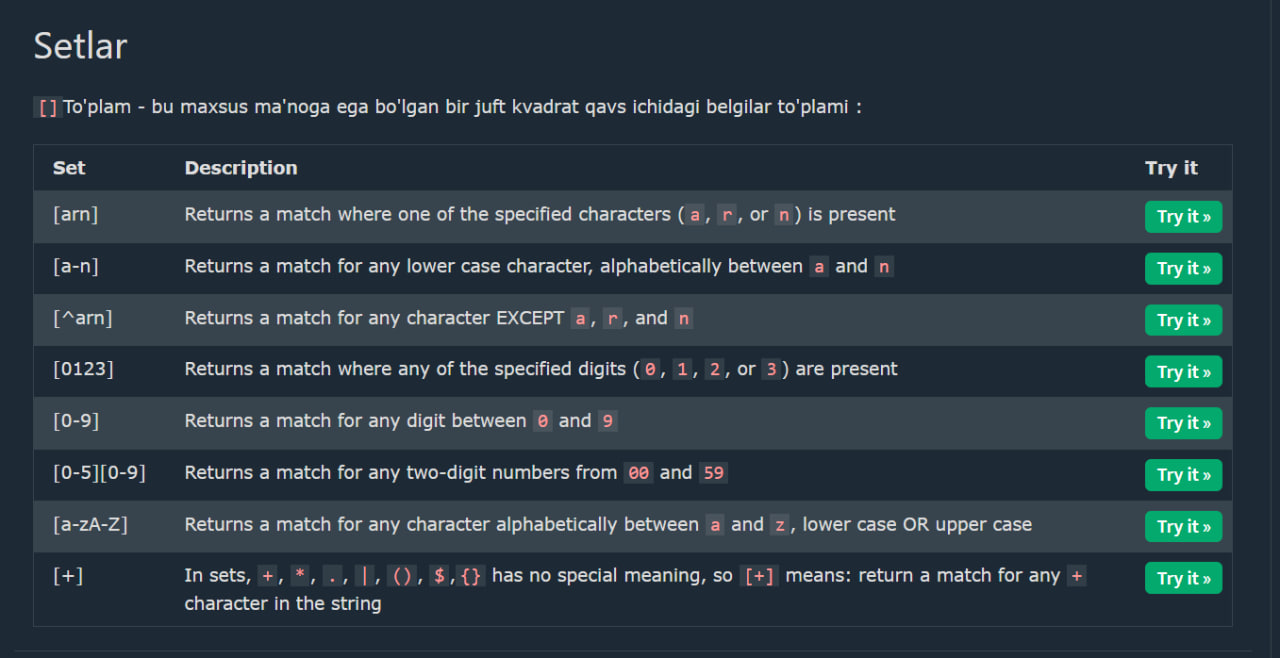 Setlar
[]To'plam - bu maxsus ma'noga ega bo'lgan bir juft kvadrat qavs ichidagi belgilar to'plami :
Set Description Try it
[arn] Returns a match where one of the specified characters (a, r, or n) is present Try it »
[a-n] Returns a match for any lower case character, alphabetically between a and n Try it »
[^arn] Returns a match for any character EXCEPT a, r, and n Try it »
[0123] Returns a match where any of the specified digits (0, 1, 2, or 3) are present Try it »
[0-9] Returns a match for any digit between 0 and 9 Try it »
[0-5][0-9] Returns a match for any two-digit numbers from 00 and 59 Try it »
[a-zA-Z] Returns a match for any character alphabetically between a and z, lower case OR upper case Try it »
[+] In sets, +, *, ., |, (), $,{} has no special meaning, so [+] means: return a match for any + Try it »
character in the string